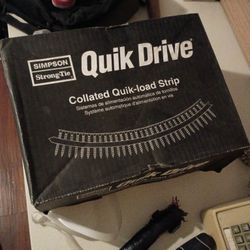 SIMPSON
Strong-Tie
Quik Drive®
Collated Quik-load Strip
Sistemas de alimentación automático de tornillos
Système automatique d'alimentation en vis